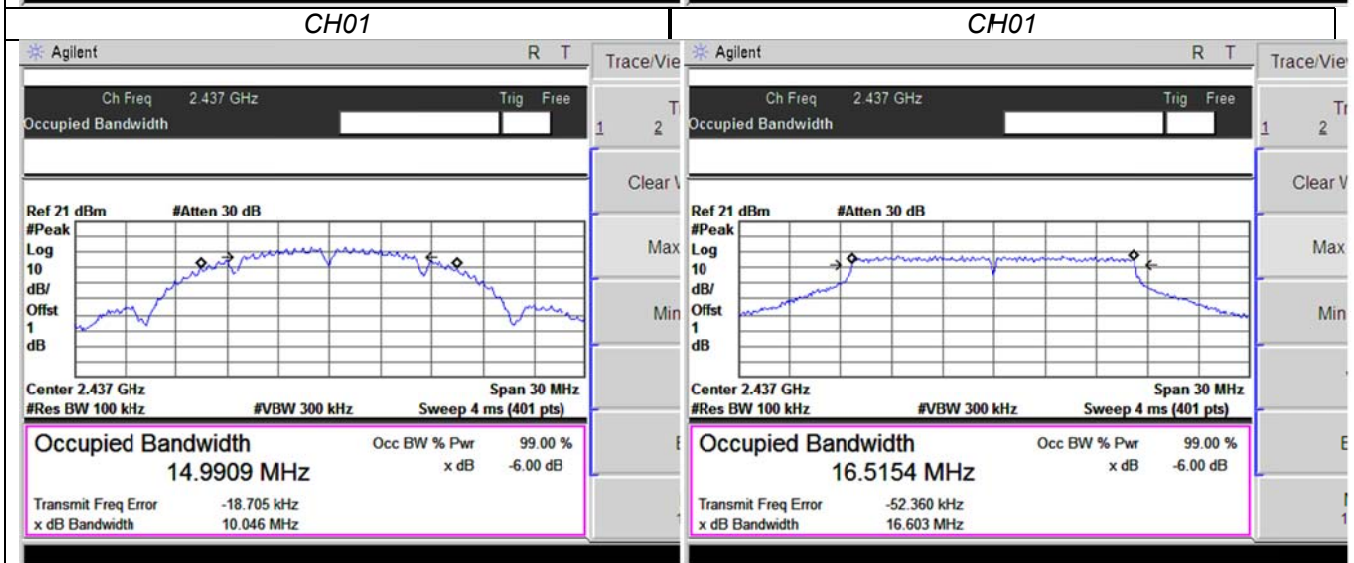 CH01
CH01
Agilent R T
Trace/Vie
Ch Freq 2.437 GHz Trig Free
Occupied Bandwidth
1 2
Clear
Ref 21 dBm #Atten 30 dB
#Peak
Log
10
dB/
Offst
1
dB
Max
Min
Center 2.437 GHz Span 30 MHz
#Res BW 100 kHz #VBW 300 kHz Sweep 4 ms (401 pts)
Occupied Bandwidth Occ BW % Pwr 99.00 %
14.9909 MHz x dB -6.00 dB
Transmit Freq Error -18.705 kHz
x dB Bandwidth 10.046 MHz
Agilent R T
Trace/Vie
Ch Freq 2.437 GHz Trig Free
Occupied Bandwidth
1 2
Clear
Ref 21 dBm #Atten 30 dB
#Peak
Log
10
dB/
Offst
1
dB
Max
Min
Center 2.437 GHz Span 30 MHz
#Res BW 100 kHz #VBW 300 kHz Sweep 4 ms (401 pts)
Occupied Bandwidth Occ BW % Pwr 99.00 %
16.5154 MHz x dB -6.00 dB
Transmit Freq Error -52.360 kHz
x dB Bandwidth 16.603 MHz